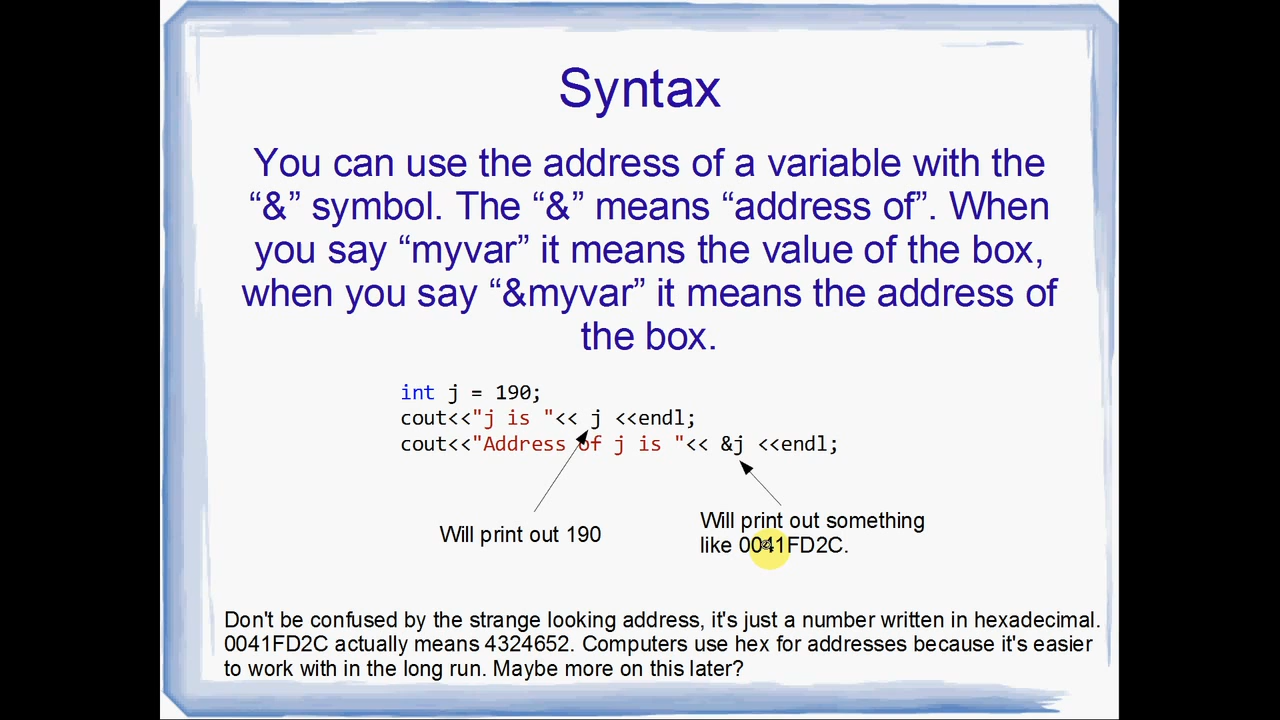 Syntax
You can use the address of a variable with the
“&” symbol. The “&” means “address of”. When
you say “myvar” it means the value of the box,
when you say “&myvar” it means the address of
the box.
int j = 190;
cout<<"j is "<< j <<endl;
cout<<"Address of j is "<< &j <<endl;
Will print out 190
Will print out something
like 0041FD2C.
Don't be confused by the strange looking address, it's just a number written in hexadecimal.
0041FD2C actually means 4324652. Computers use hex for addresses because it's easier
to work with in the long run. Maybe more on this later?